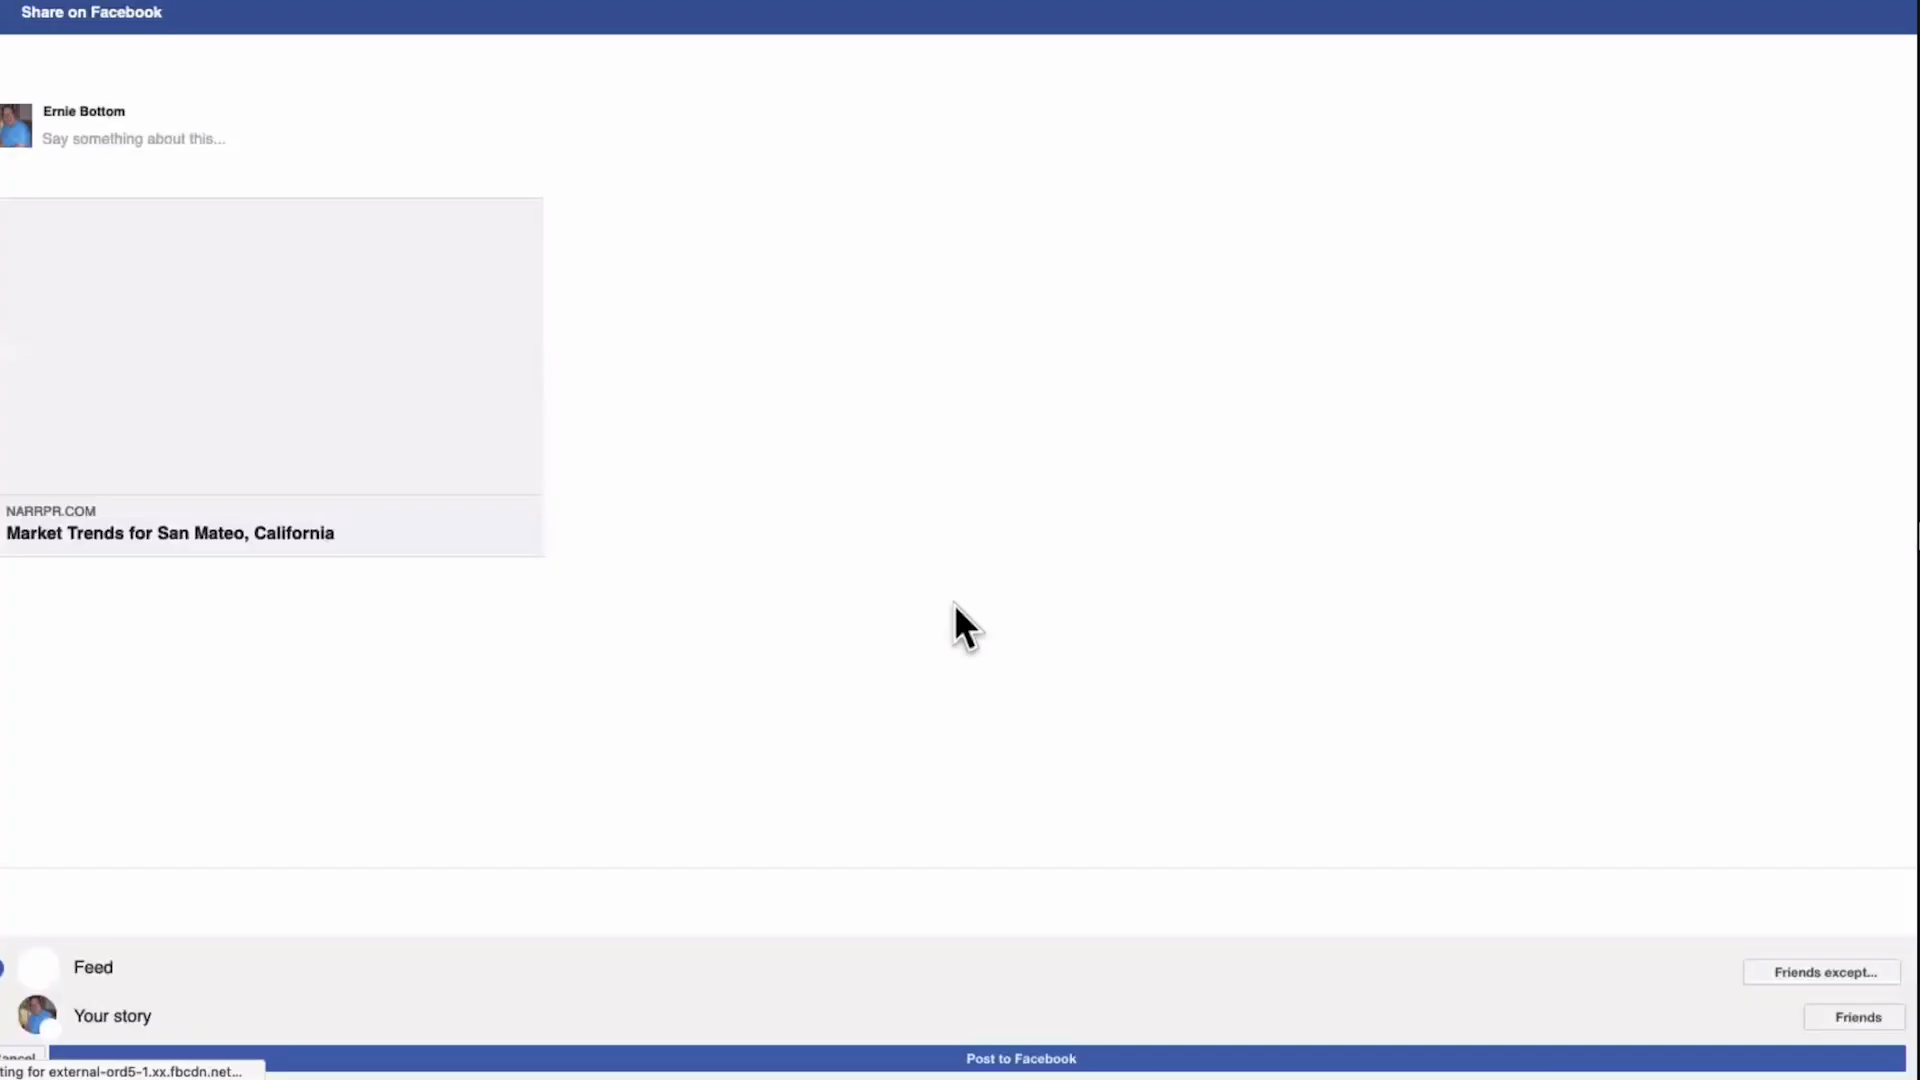 Share on Facebook
Ernie Bottom
Say something about this...
NARRPR.COM
Market Trends for San Mateo, California
Feed
Friends except...
Your story
Friends
Post to Facebook
for external-ord5-1.xx.fbcdn.net...